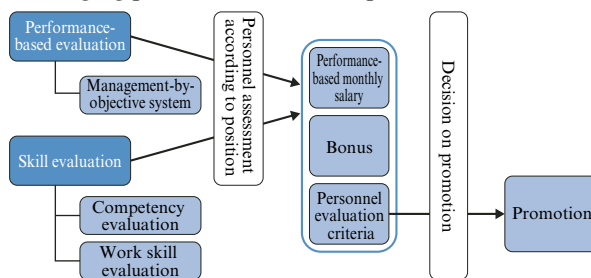 Performance-
based evaluation
Management-by-
objective system
Skill evaluation
Competency
evaluation
Work skill
evaluation
Personnel assessment
according to
position
Performance-
based monthly
salary
Bonus
Personnel
evaluation
criteria
Decision on
promotion
Promotion